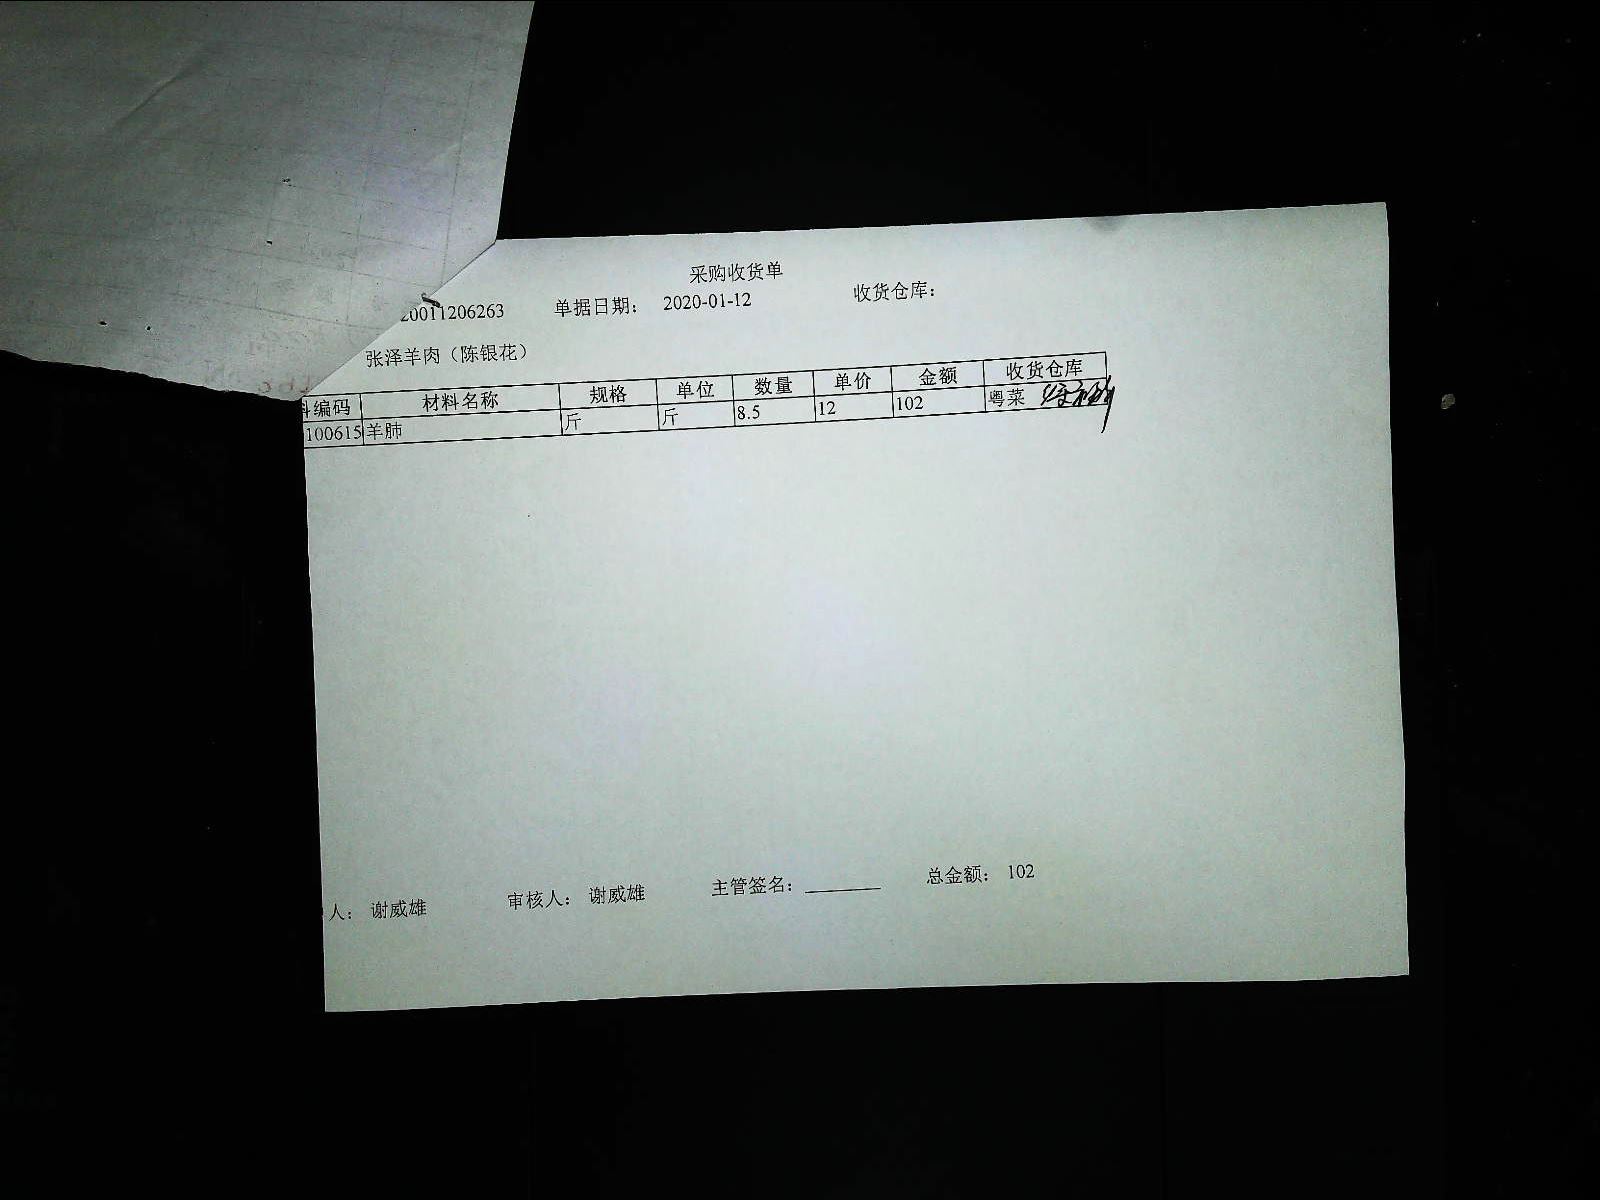 采购收货单
20011206263 单据日期： 2020-01-12 收货仓库：
张泽羊肉（陈银花）
料编码 材料名称 规格 单位 数量 单价 金额 收货仓库
100615 羊肺 斤 斤 8.5 12 102 粤菜
人： 谢威雄 审核人： 谢威雄 主管签名： 总金额： 102